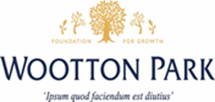 FOUNDATION FOR GROWTH
WOOTTON PARK
'Ipsum quod faciendum est diutius'